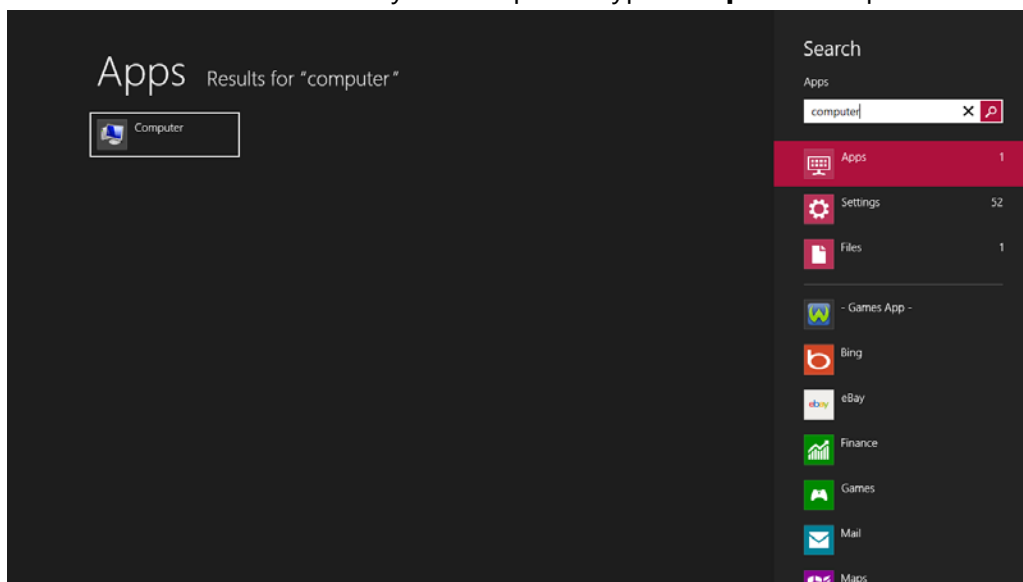 Apps Results for "computer"
Computer
Search
Apps
computer
Apps 1
Settings 52
Files 1
- Games App -
Bing
ebay eBay
Finance
Games
Mail
Maps